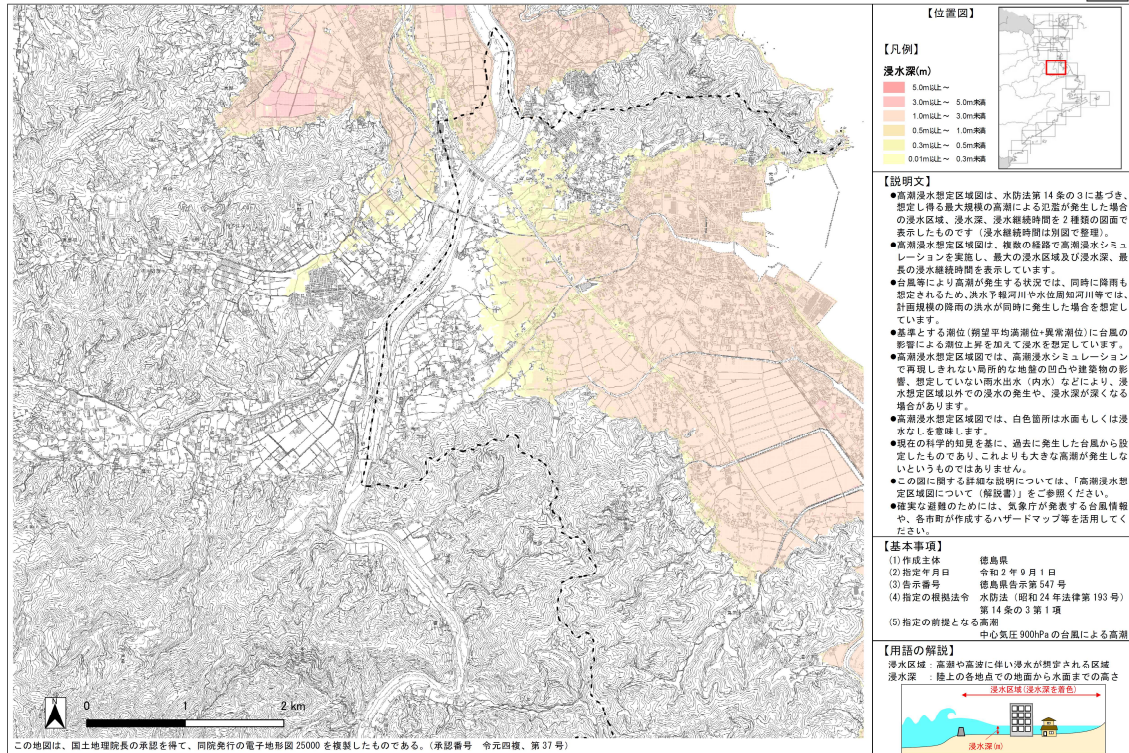 【位置図】
【凡例】
浸水深(m)
5.0m以上～
3.0m以上～ 5.0m未満
1.0m以上～ 3.0m未満
0.5m以上～ 1.0m未満
0.3m以上～ 0.5m未満
0.01m以上～ 0.3m未満
【説明文】
●高潮浸水想定区域図は、水防法第14条の3に基づき、
想定し得る最大規模の高潮による氾濫が発生した場合
の浸水区域、浸水深、浸水継続時間を2種類の図面で
表示したものです（浸水継続時間は別図で整理）。
●高潮浸水想定区域図は、複数の経路で高潮浸水シミュ
レーションを実施し、最大の浸水区域及び浸水深、最
長の浸水継続時間を表示しています。
●台風等により高潮が発生する状況では、同時に降雨も
想定されるため、洪水予報河川や水位周知河川等では、
計画規模の降雨の洪水が同時に発生した場合を想定し
ています。
●基準とする潮位(朔望平均満潮位+異常潮位)に台風の
影響による潮位上昇を加えて浸水を想定しています。
●高潮浸水想定区域図では、高潮浸水シミュレーション
で再現しきれない局所的な地盤の凹凸や建築物の影
響、想定していない雨水出水（内水）などにより、浸
水想定区域以外での浸水の発生や、浸水深が深くなる
場合があります。
●高潮浸水想定区域図では、白色箇所は水面もしくは浸
水なしを意味します。
●現在の科学的知見を基に、過去に発生した台風から設
定したものであり、これよりも大きな高潮が発生しな
いというものではありません。
●この図に関する詳細な説明については、「高潮浸水想
定区域図について（解説書）」をご参照ください。
●確実な避難のためには、気象庁が発表する台風情報
や、各市町が作成するハザードマップ等を活用してく
ださい。
【基本事項】
(1)作成主体 徳島県
(2)指定年月日 令和2年9月1日
(3)告示番号 徳島県告示第547号
(4)指定の根拠法令 水防法（昭和24年法律第193号）
第14条の3第1項
(5)指定の前提となる高潮
中心気圧900hPaの台風による高潮
【用語の解説】
浸水区域：高潮や高波に伴い浸水が想定される区域
浸水深 ：陸上の各地点での地面から水面までの高さ
浸水区域(浸水深を着色)
浸水深(m)
N
0 1 2 km
この地図は、国土地理院長の承認を得て、同院発行の電子地形図25000を複製したものである。（承認番号 令元四複、第37号）